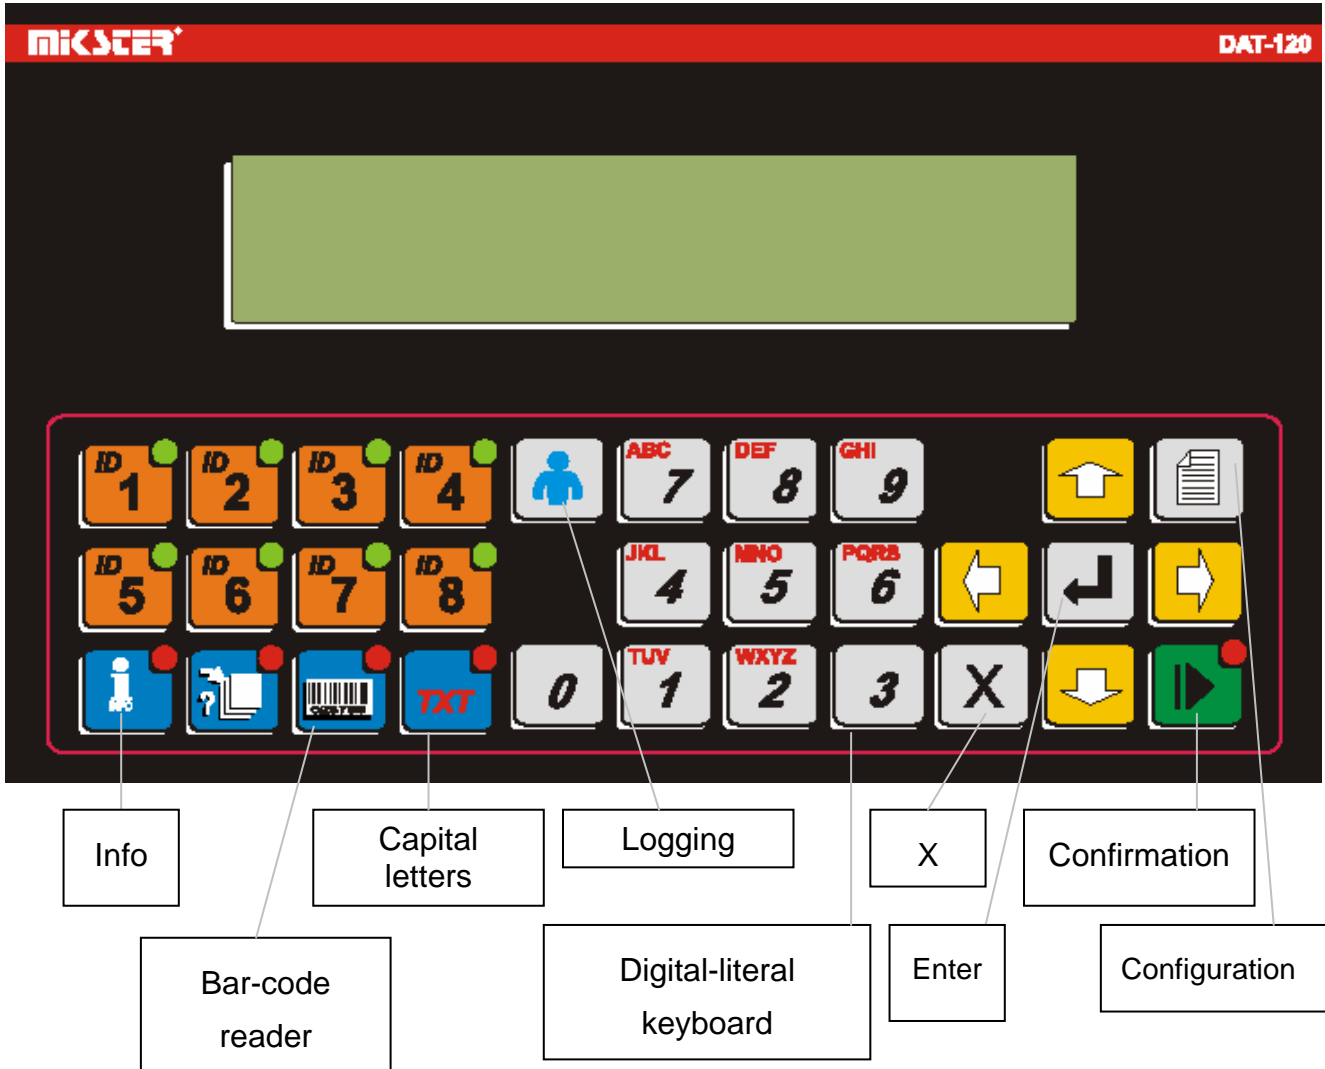 MIKSTER
DAT-120
ID 1
ID 2
ID 3
ID 4
ABC 7
DEF 8
GHI 9
ID 5
ID 6
ID 7
ID 8
JKL 4
MNO 5
PQRS 6
TXT
0
TUV 1
WXYZ 2
3
X
Info
Capital
letters
Logging
X
Confirmation
Bar-code
reader
Digital-literal
keyboard
Enter
Configuration